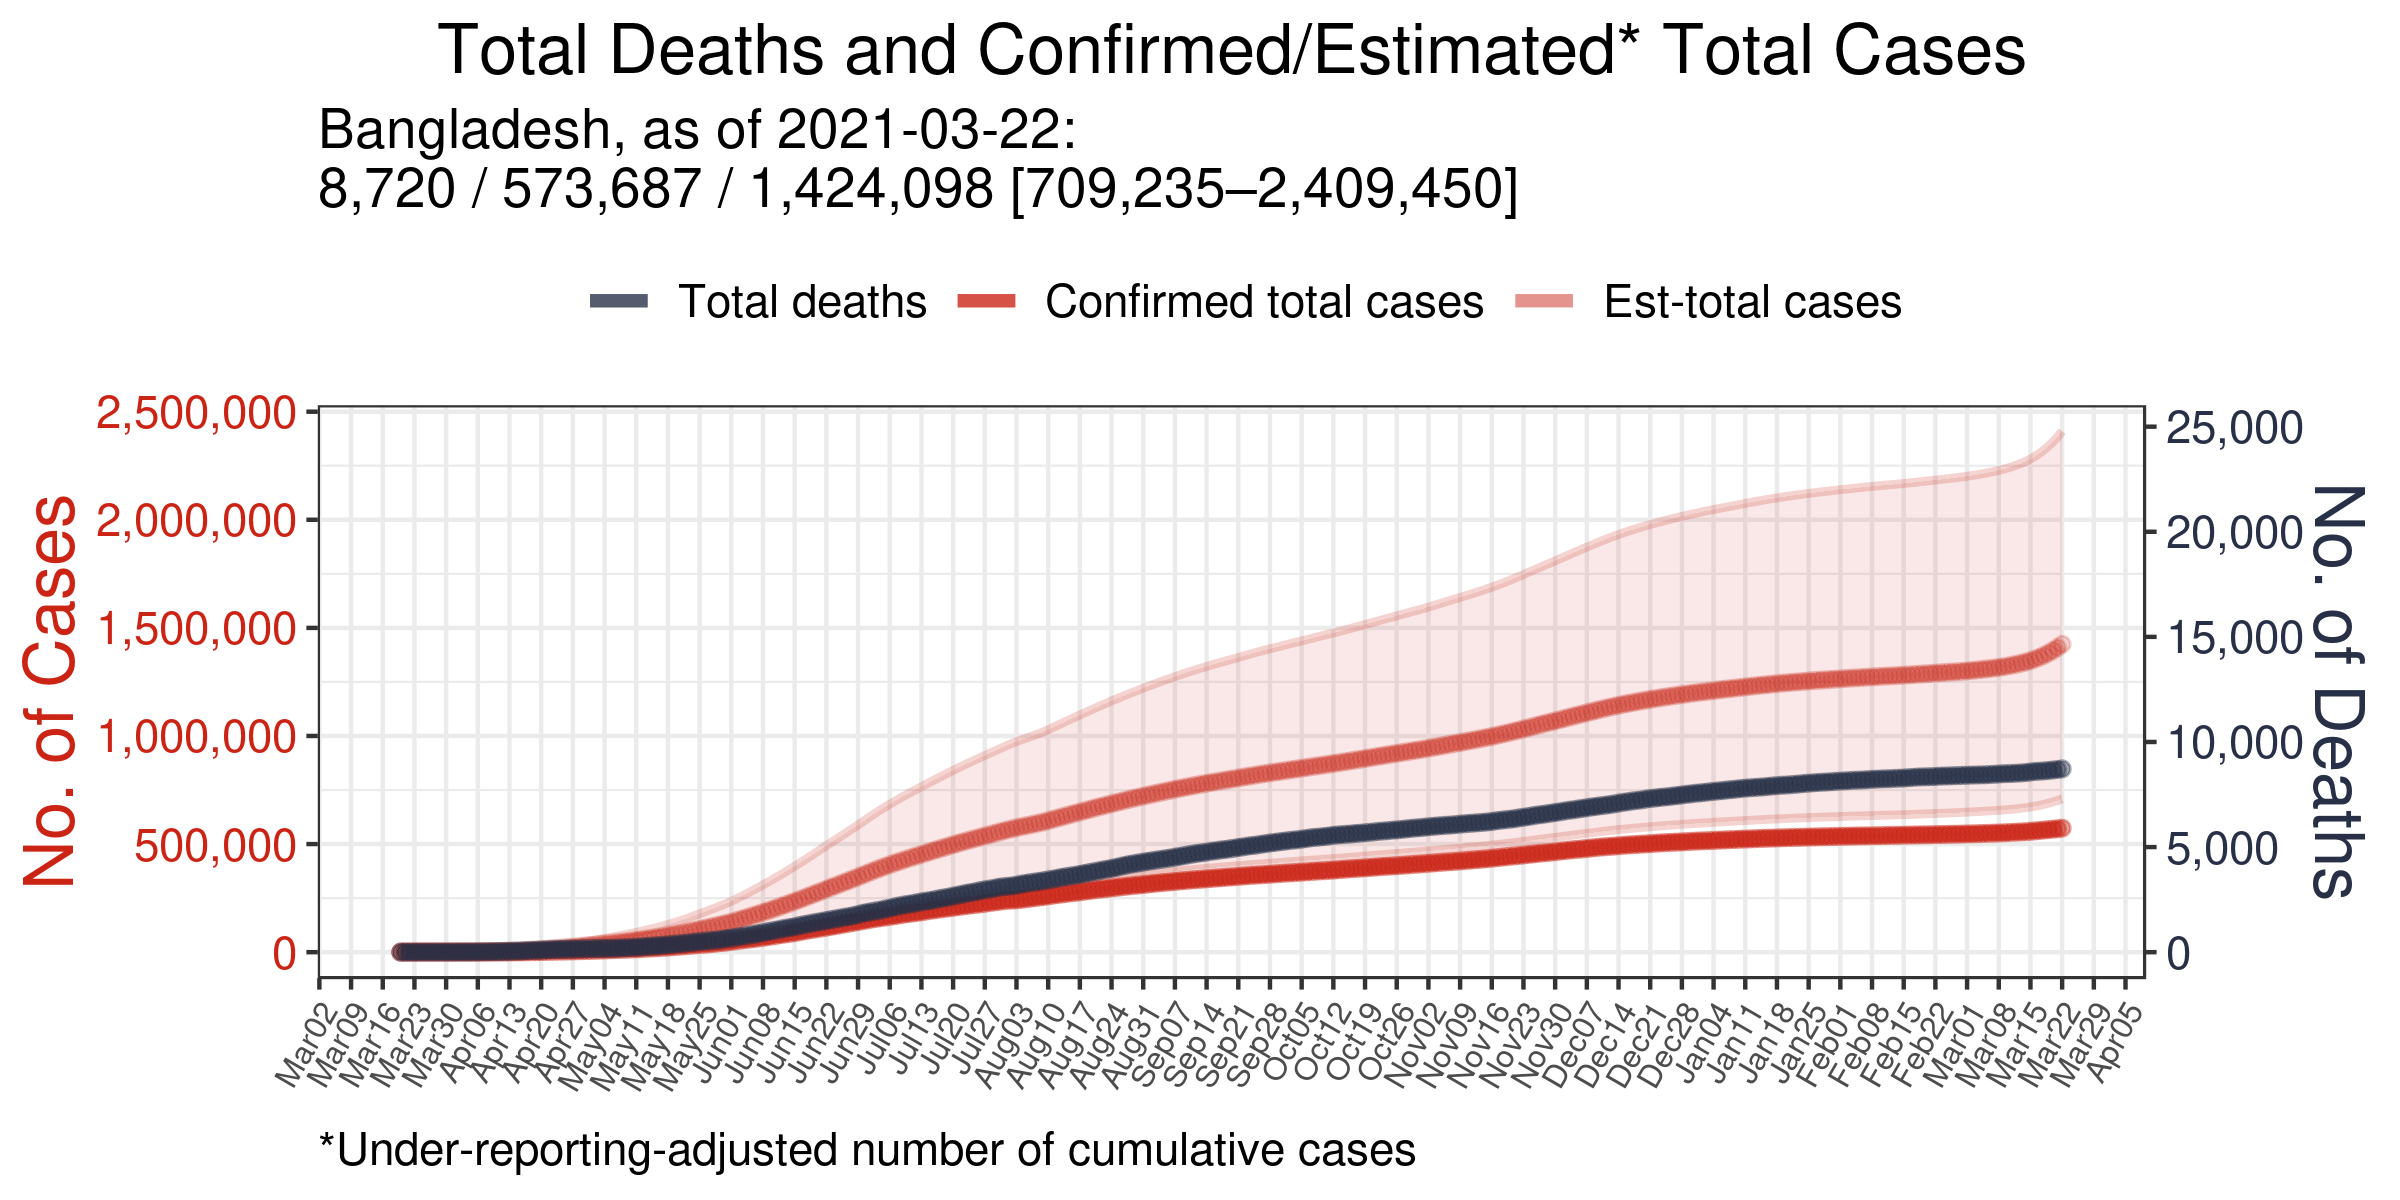 Total Deaths and Confirmed/Estimated* Total Cases
Bangladesh, as of 2021-03-22:
8,720 / 573,687 / 1,424,098 [709,235–2,409,450]
Total deaths
Confirmed total cases
Est-total cases
No. of Cases
2,500,000
2,000,000
1,500,000
1,000,000
500,000
0
25,000
20,000
15,000
10,000
5,000
0
No. of Deaths
Mar02
Mar09
Mar16
Mar23
Mar30
Apr06
Apr13
Apr20
Apr27
May04
May11
May18
May25
Jun01
Jun08
Jun15
Jun22
Jun29
Jul06
Jul13
Jul20
Jul27
Aug03
Aug10
Aug17
Aug24
Aug31
Sep07
Sep14
Sep21
Sep28
Oct05
Oct12
Oct19
Oct26
Nov02
Nov09
Nov16
Nov23
Nov30
Dec07
Dec14
Dec21
Dec28
Jan04
Jan11
Jan18
Jan25
Feb01
Feb08
Feb15
Feb22
Mar01
Mar08
Mar15
Mar22
Mar29
Apr05
*Under-reporting-adjusted number of cumulative cases